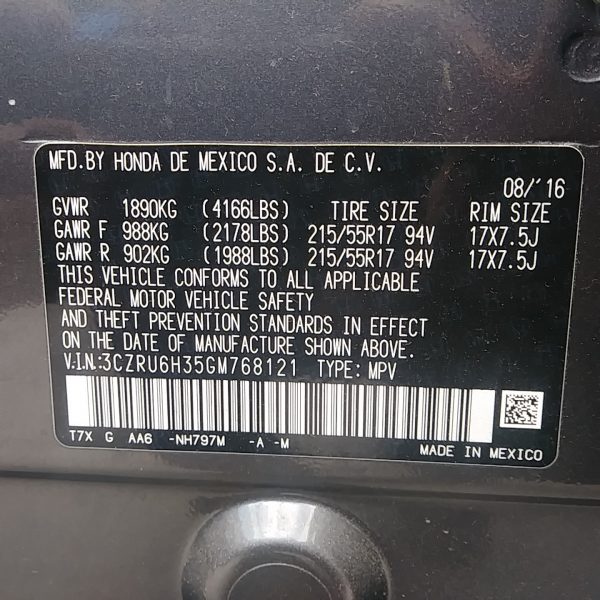 MFD.BY HONDA DE MEXICO S.A. DE C.V.
08/'16
GVWR 1890KG (4166LBS) TIRE SIZE RIM SIZE
GAWR F 988KG (2178LBS) 215/55R17 94V 17X7.5J
GAWR R 902KG (1988LBS) 215/55R17 94V 17X7.5J
THIS VEHICLE CONFORMS TO ALL APPLICABLE
FEDERAL MOTOR VEHICLE SAFETY
AND THEFT PREVENTION STANDARDS IN EFFECT
ON THE DATE OF MANUFACTURE SHOWN ABOVE.
V.I.N:3CZRU6H35GM768121 TYPE: MPV
T7X G AA6 -NH797M -A -M
MADE IN MEXICO